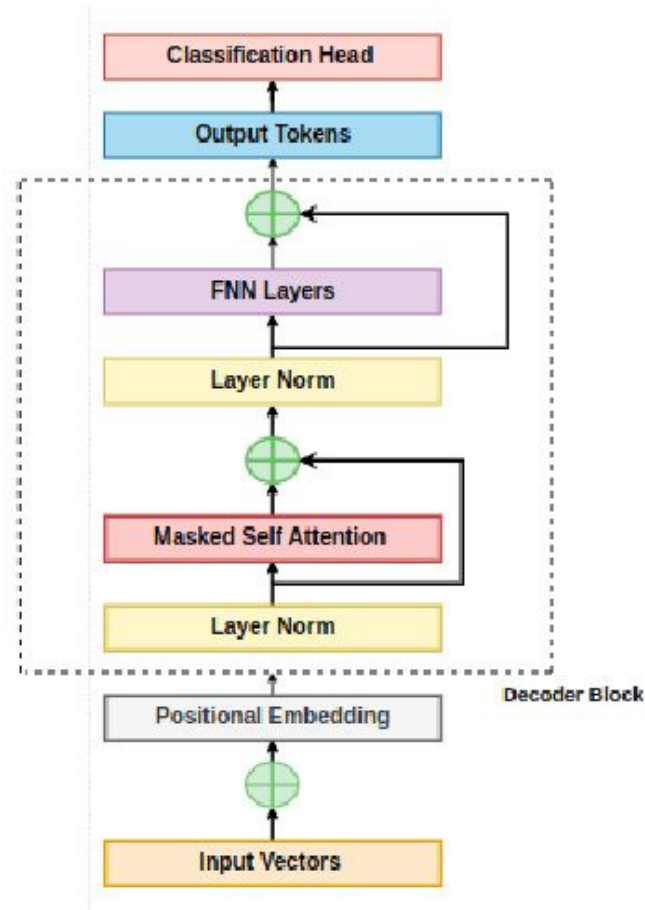 Classification Head
Output Tokens
FNN Layers
Layer Norm
Masked Self Attention
Layer Norm
Decoder Block
Positional Embedding
Input Vectors